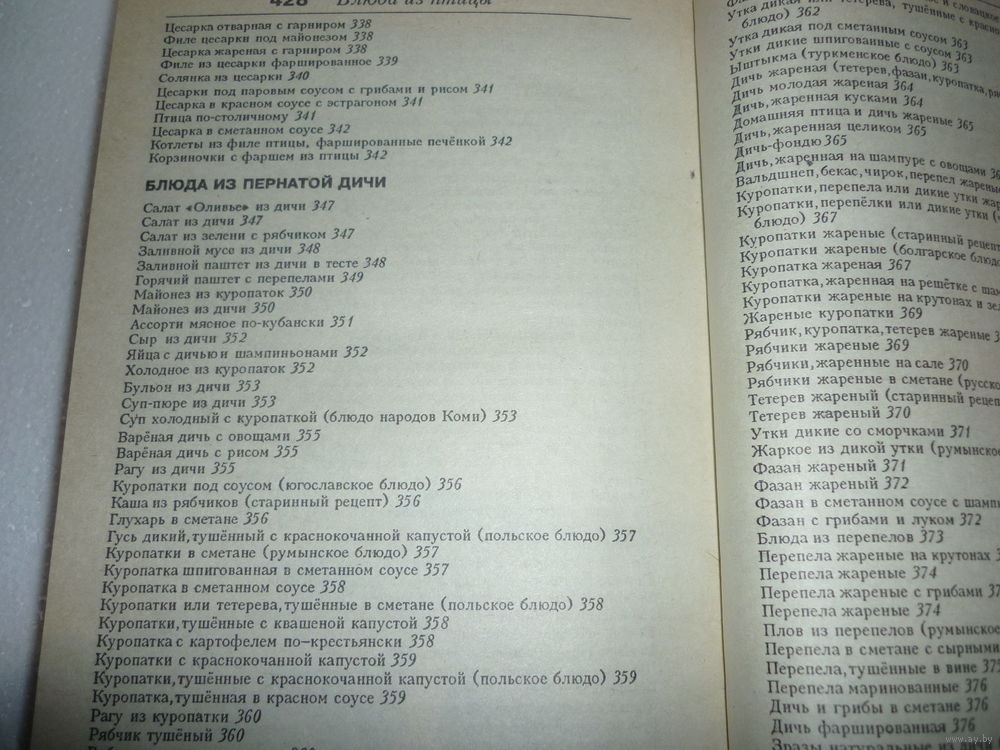 428 Блюда из птицы
Цесарка отварная с гарниром 338
Филе цесарки под майонезом 338
Цесарка жареная с гарниром 338
Филе из цесарки фаршированное 339
Солянка из цесарки 340
Цесарки под паровым соусом с грибами и рисом 341
Цесарка в красном соусе с эстрагоном 341
Птица по-столичному 341
Цесарка в сметанном соусе 342
Котлеты из филе птицы, фаршированные печёнкой 342
Корзиночки с фаршем из птицы 342
БЛЮДА ИЗ ПЕРНАТОЙ ДИЧИ
Салат «Оливье» из дичи 347
Салат из дичи 347
Салат из зелени с рябчиком 347
Заливной мусс из дичи 348
Заливной паштет из дичи в тесте 348
Горячий паштет с перепелами 349
Майонез из куропаток 350
Майонез из дичи 350
Ассорти мясное по-кубански 351
Сыр из дичи 352
Яйца с дичью и шампиньонами 352
Холодное из куропаток 352
Бульон из дичи 353
Суп-пюре из дичи 353
Суп холодный с куропаткой (блюдо народов Коми) 353
Варёная дичь с овощами 355
Варёная дичь с рисом 355
Рагу из дичи 355
Куропатки под соусом (югославское блюдо) 356
Каша из рябчиков (старинный рецепт) 356
Глухарь в сметане 356
Гусь дикий, тушённый с краснокочанной капустой (польское блюдо) 357
Куропатки в сметане (румынское блюдо) 357
Куропатка шпигованная в сметанном соусе 357
Куропатка в сметанном соусе 358
Куропатки или тетерева, тушённые в сметане (польское блюдо) 358
Куропатки, тушённые с квашеной капустой 358
Куропатка с картофелем по-крестьянски 358
Куропатки с краснокочанной капустой 359
Куропатки, тушённые с краснокочанной капустой (польское блюдо) 359
Куропатка, тушённая в красном соусе 359
Рагу из куропатки 360
Рябчик тушёный 360
Утка дикая или тетерева, тушённые с
блюдо) 362
Утка дикая под сметанным соусом 363
Утки дикие шпигованные с соусом 363
Ыштыкма (туркменское блюдо) 363
Дичь жареная (тетерев, фазан, куропатка,
Дичь молодая жареная 364
Дичь, жаренная кусками 364
Домашняя птица и дичь жареные 365
Дичь, жаренная целиком 365
Дичь-фондю 365
Дичь, жаренная на шампуре с овощами
Вальдшнеп, бекас, чирок, перепел
Куропатки, перепела или дикие утки
Куропатки, перепёлки или дикие утки
блюдо) 367
Куропатки жареные (старинный
Куропатки жареные (болгарское
Куропатка жареная 367
Куропатка, жаренная на решётке с
Куропатки жареные на крутонах и
Жареные куропатки 369
Рябчик, куропатка, тетерев жареные
Рябчики жареные 369
Рябчики, жаренные на сале 370
Рябчики жареные в сметане
Тетерев жареный (старинный
Тетерев жареный 370
Утки дикие со сморчками 371
Жаркое из дикой утки
Фазан жареный 371
Фазан жареный 372
Фазан в сметанном соусе с
Фазан с грибами и луком 372
Блюда из перепелов 373
Перепела жареные на крутонах
Перепела жареные 374
Перепела жареные с грибами
Перепела жареные 374
Плов из перепелов
Перепела в сметане с сырными
Перепела, тушённые в вине
Перепела маринованные 376
Дичь и грибы в сметане 376
Дичь фаршированная 376
www.ay.by